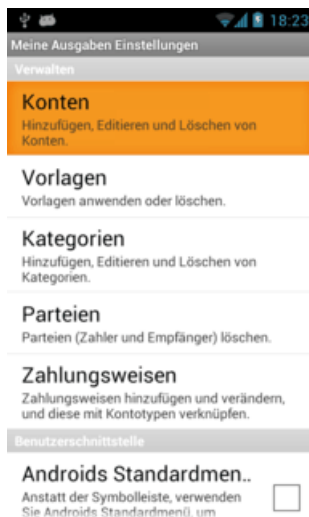 18:23
Meine Ausgaben Einstellungen
Verwalten
Konten
Hinzufügen, Editieren und Löschen von
Konten.
Vorlagen
Vorlagen anwenden oder löschen.
Kategorien
Hinzufügen, Editieren und Löschen von
Kategorien.
Parteien
Parteien (Zahler und Empfänger) löschen.
Zahlungsweisen
Zahlungsweisen hinzufügen und verändern,
und diese mit Kontotypen verknüpfen.
Benutzerschnittstelle
Androids Standardmen..
Anstatt der Symbolleiste, verwenden
Sie Androids Standardmenü, um